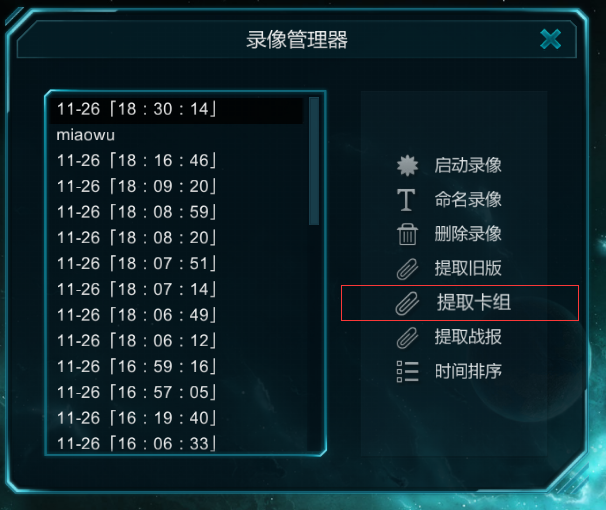 录像管理器
11-26「18：30：14」
miaowu
11-26「18：16：46」
11-26「18：09：20」
11-26「18：08：59」
11-26「18：08：20」
11-26「18：07：51」
11-26「18：07：14」
11-26「18：06：49」
11-26「18：06：12」
11-26「16：59：16」
11-26「16：57：05」
11-26「16：19：40」
11-26「16：06：33」
启动录像
命名录像
删除录像
提取旧版
提取卡组
提取战报
时间排序